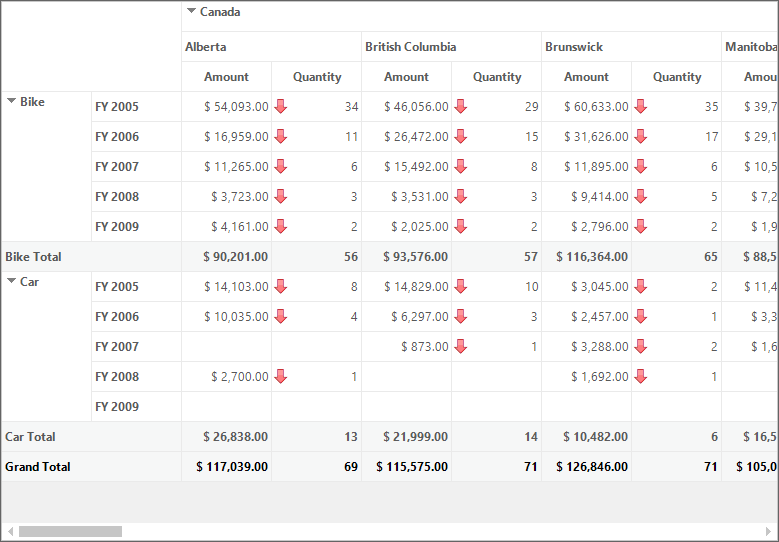 Canada
Alberta British Columbia Brunswick Manitoba
Amount Quantity Amount Quantity Amount Quantity Amou
Bike FY 2005 $ 54,093.00 34 $ 46,056.00 29 $ 60,633.00 35 $ 39,7
FY 2006 $ 16,959.00 11 $ 26,472.00 15 $ 31,626.00 17 $ 29,1
FY 2007 $ 11,265.00 6 $ 15,492.00 8 $ 11,895.00 6 $ 10,5
FY 2008 $ 3,723.00 3 $ 3,531.00 3 $ 9,414.00 5 $ 7,2
FY 2009 $ 4,161.00 2 $ 2,025.00 2 $ 2,796.00 2 $ 1,9
Bike Total $ 90,201.00 56 $ 93,576.00 57 $ 116,364.00 65 $ 88,5
Car FY 2005 $ 14,103.00 8 $ 14,829.00 10 $ 3,045.00 2 $ 11,4
FY 2006 $ 10,035.00 4 $ 6,297.00 3 $ 2,457.00 1 $ 3,3
FY 2007 $ 873.00 1 $ 3,288.00 2 $ 1,6
FY 2008 $ 2,700.00 1 $ 1,692.00 1
FY 2009
Car Total $ 26,838.00 13 $ 21,999.00 14 $ 10,482.00 6 $ 16,5
Grand Total $ 117,039.00 69 $ 115,575.00 71 $ 126,846.00 71 $ 105,0